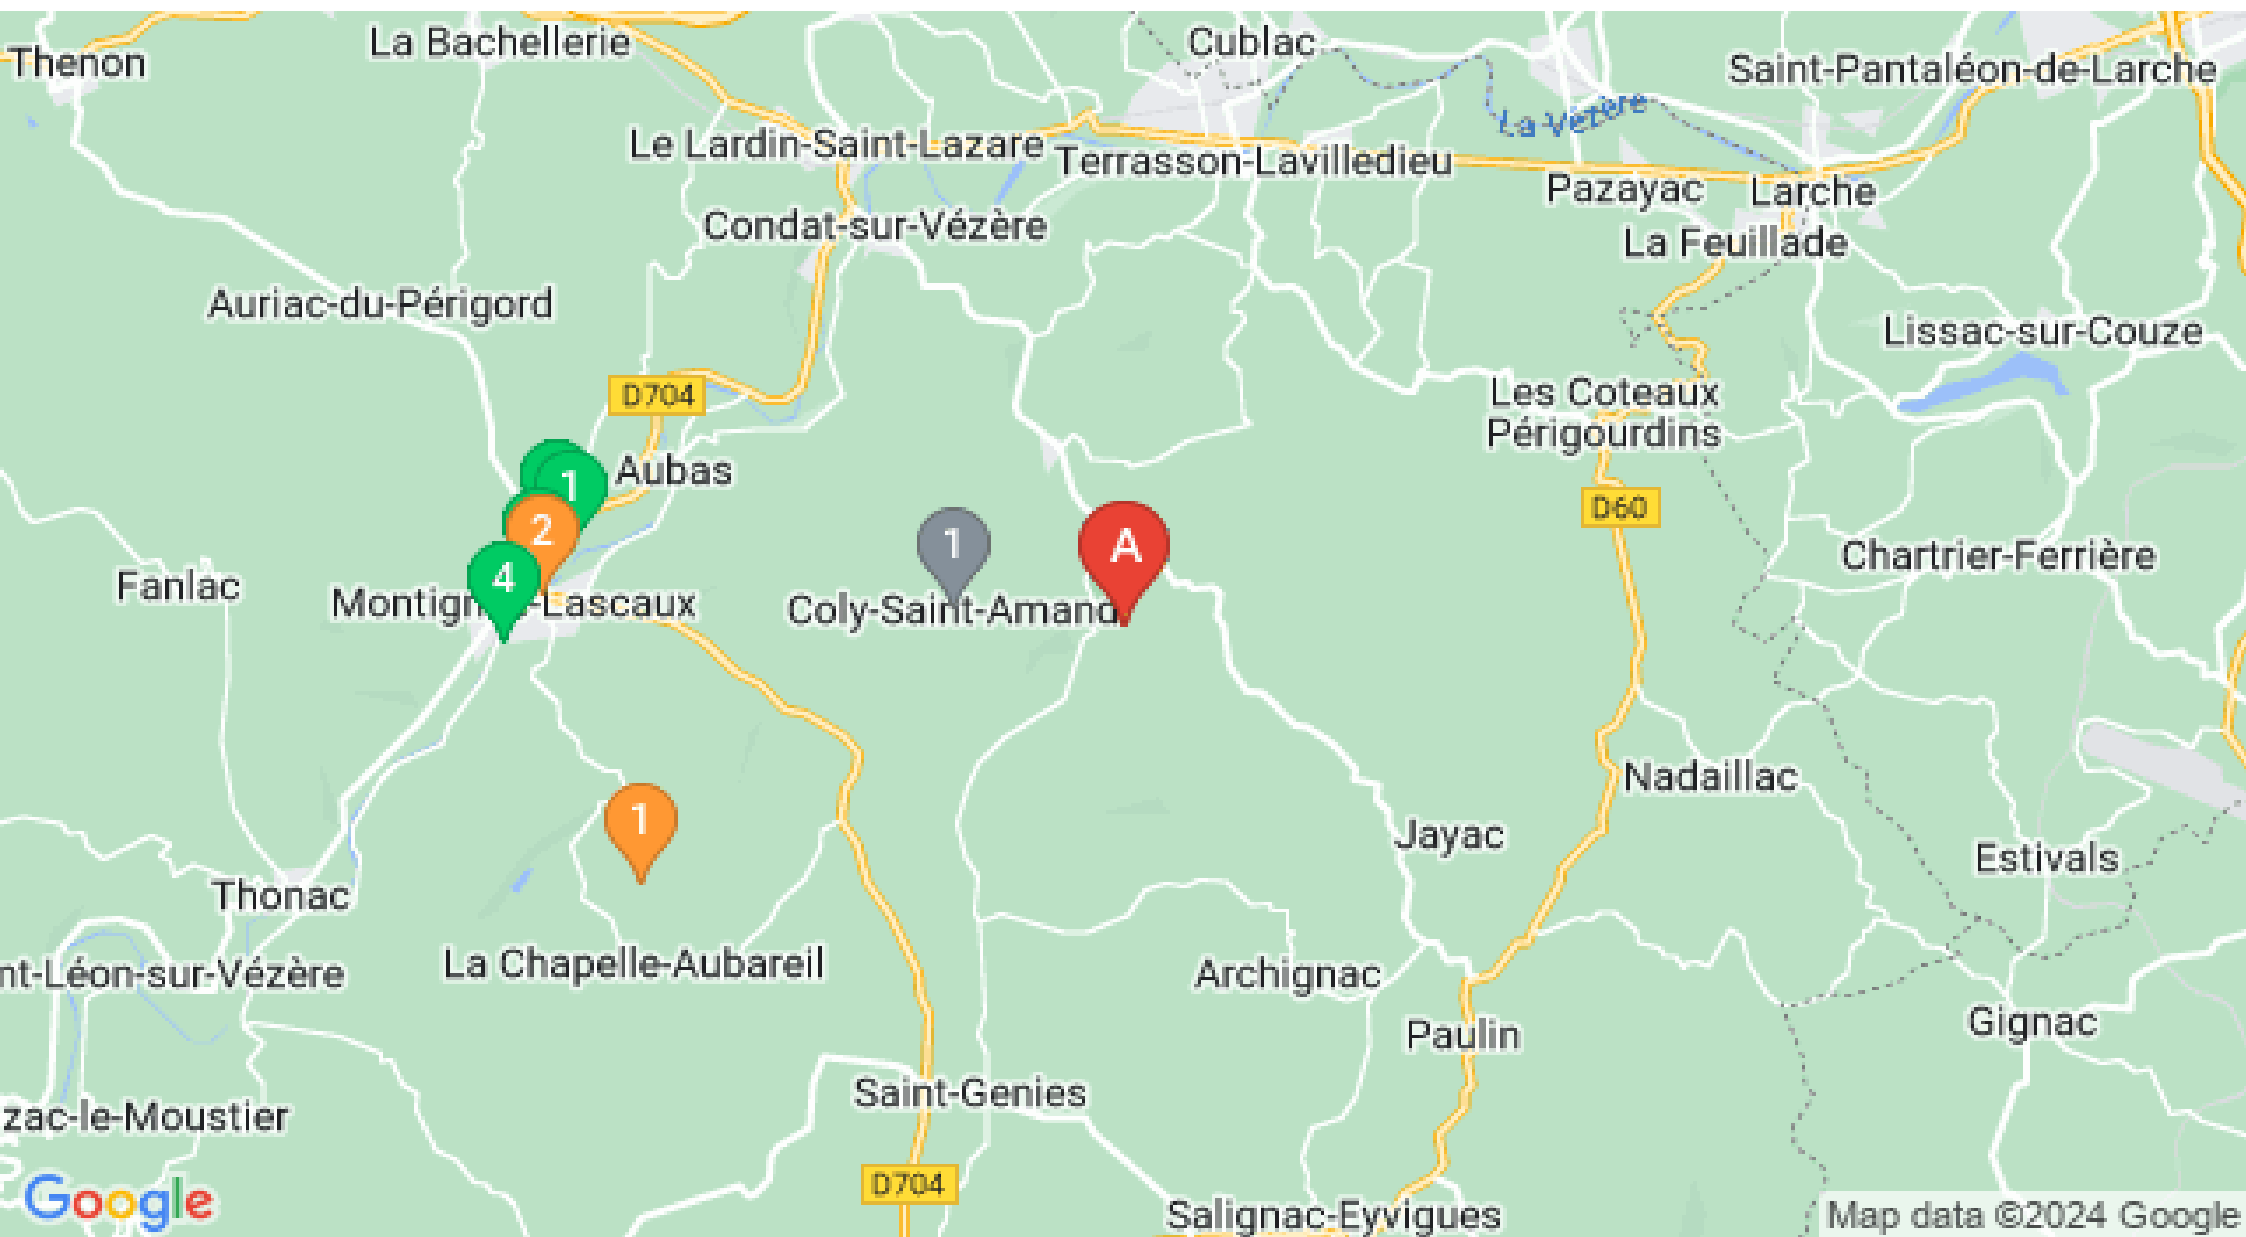 La Bachellerie
Cublac
Thenon
Saint-Pantaléon-de-Larche
La Vézère
Le Lardin-Saint-Lazare
Terrasson-Lavilledieu
Pazayac
Larche
Condat-sur-Vézère
La Feuillade
Auriac-du-Périgord
Lissac-sur-Couze
D704
Les Coteaux
Périgourdins
Aubas
1
D60
2
1
A
Chartrier-Ferrière
4
Fanlac
Coly-Saint-Amand
Nadaillac
1
Jayac
Estivals
Thonac
La Chapelle-Aubareil
nt-Léon-sur-Vézère
Archignac
Gignac
Paulin
Saint-Genies
zac-le-Moustier
D704
Google
Salignac-Eyvigues
Map data ©2024 Google